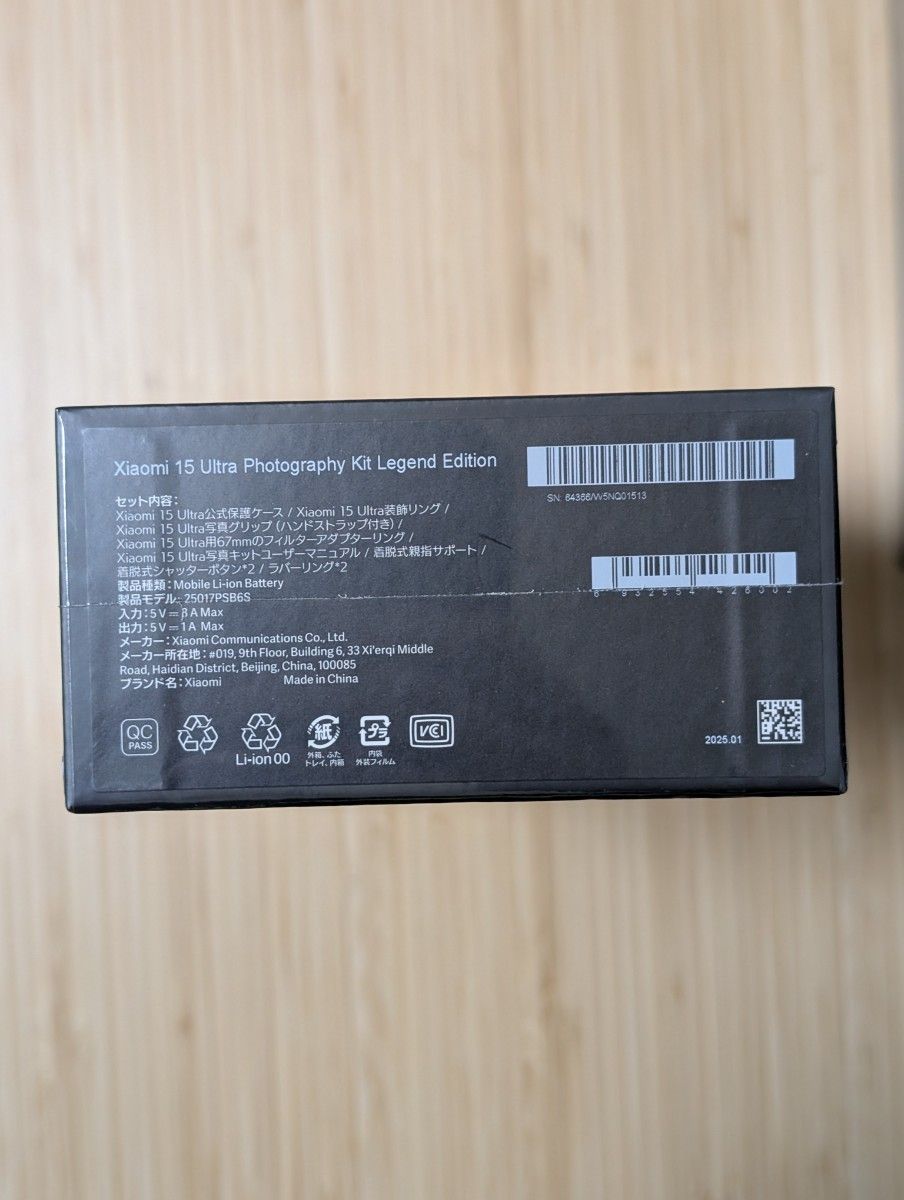 Xiaomi 15 Ultra Photography Kit Legend Edition
セット内容：
Xiaomi 15 Ultra公式保護ケース / Xiaomi 15 Ultra装飾リング /
Xiaomi 15 Ultra写真グリップ（ハンドストラップ付き）/
Xiaomi 15 Ultra用67mmのフィルターアダプターリング /
Xiaomi 15 Ultra写真キットユーザーマニュアル / 着脱式親指サポート /
着脱式シャッターボタン*2 / ラバーリング*2
製品種類：Mobile Li-ion Battery
製品モデル：25017PSB6S
入力：5V⎓ A Max
出力：5V⎓1A Max
メーカー：Xiaomi Communications Co., Ltd.
メーカー所在地：#019, 9th Floor, Building 6, 33 Xi'erqi Middle
Road, Haidian District, Beijing, China, 100085
ブランド名：Xiaomi Made in China
SN: 64366/W5NQ01513
6 932554 426302
QC
PASS
Li-ion 00
紙
外箱、ふた
トレイ、内箱
プラ
内袋
外装フィルム
VCCI
2025.01